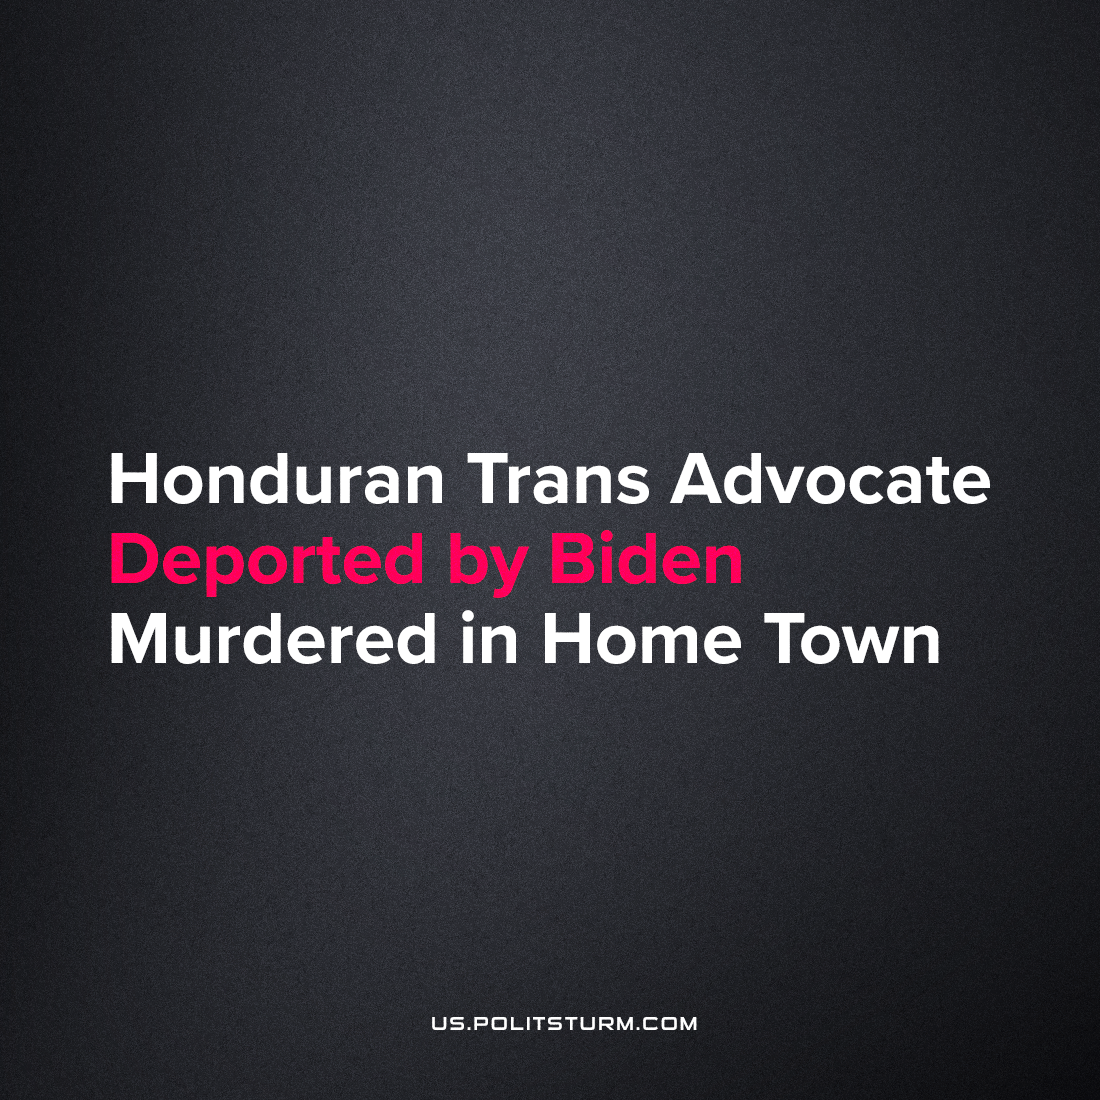 Honduran Trans Advocate
Deported by Biden
Murdered in Home Town
US.POLITSTURM.COM